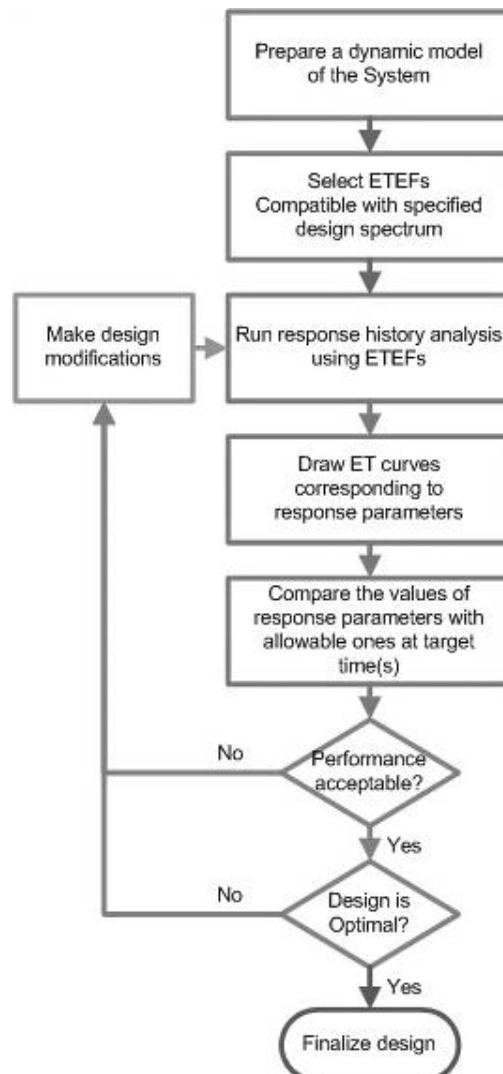 Prepare a dynamic model
of the System
Select ETEFs
Compatible with specified
design spectrum
Make design
modifications
Run response history analysis
using ETEFs
Draw ET curves
corresponding to
response parameters
Compare the values of
response parameters with
allowable ones at target
time(s)
No
Performance
acceptable?
Yes
No
Design is
Optimal?
Yes
Finalize design